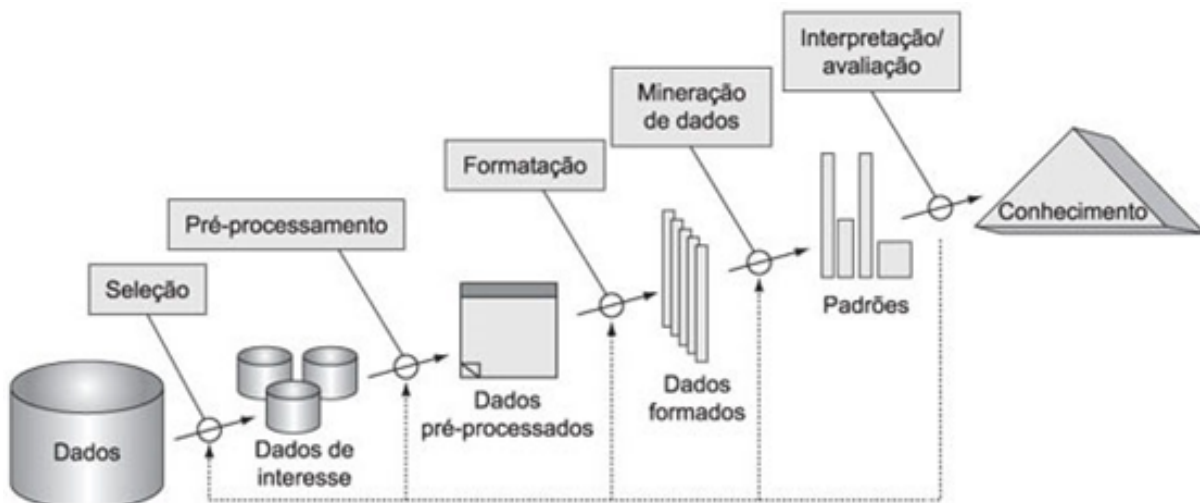 Interpretação/
avaliação
Mineração
de dados
Formatação
Pré-processamento
Seleção
Conhecimento
Padrões
Dados
formados
Dados
pré-processados
Dados de
interesse
Dados